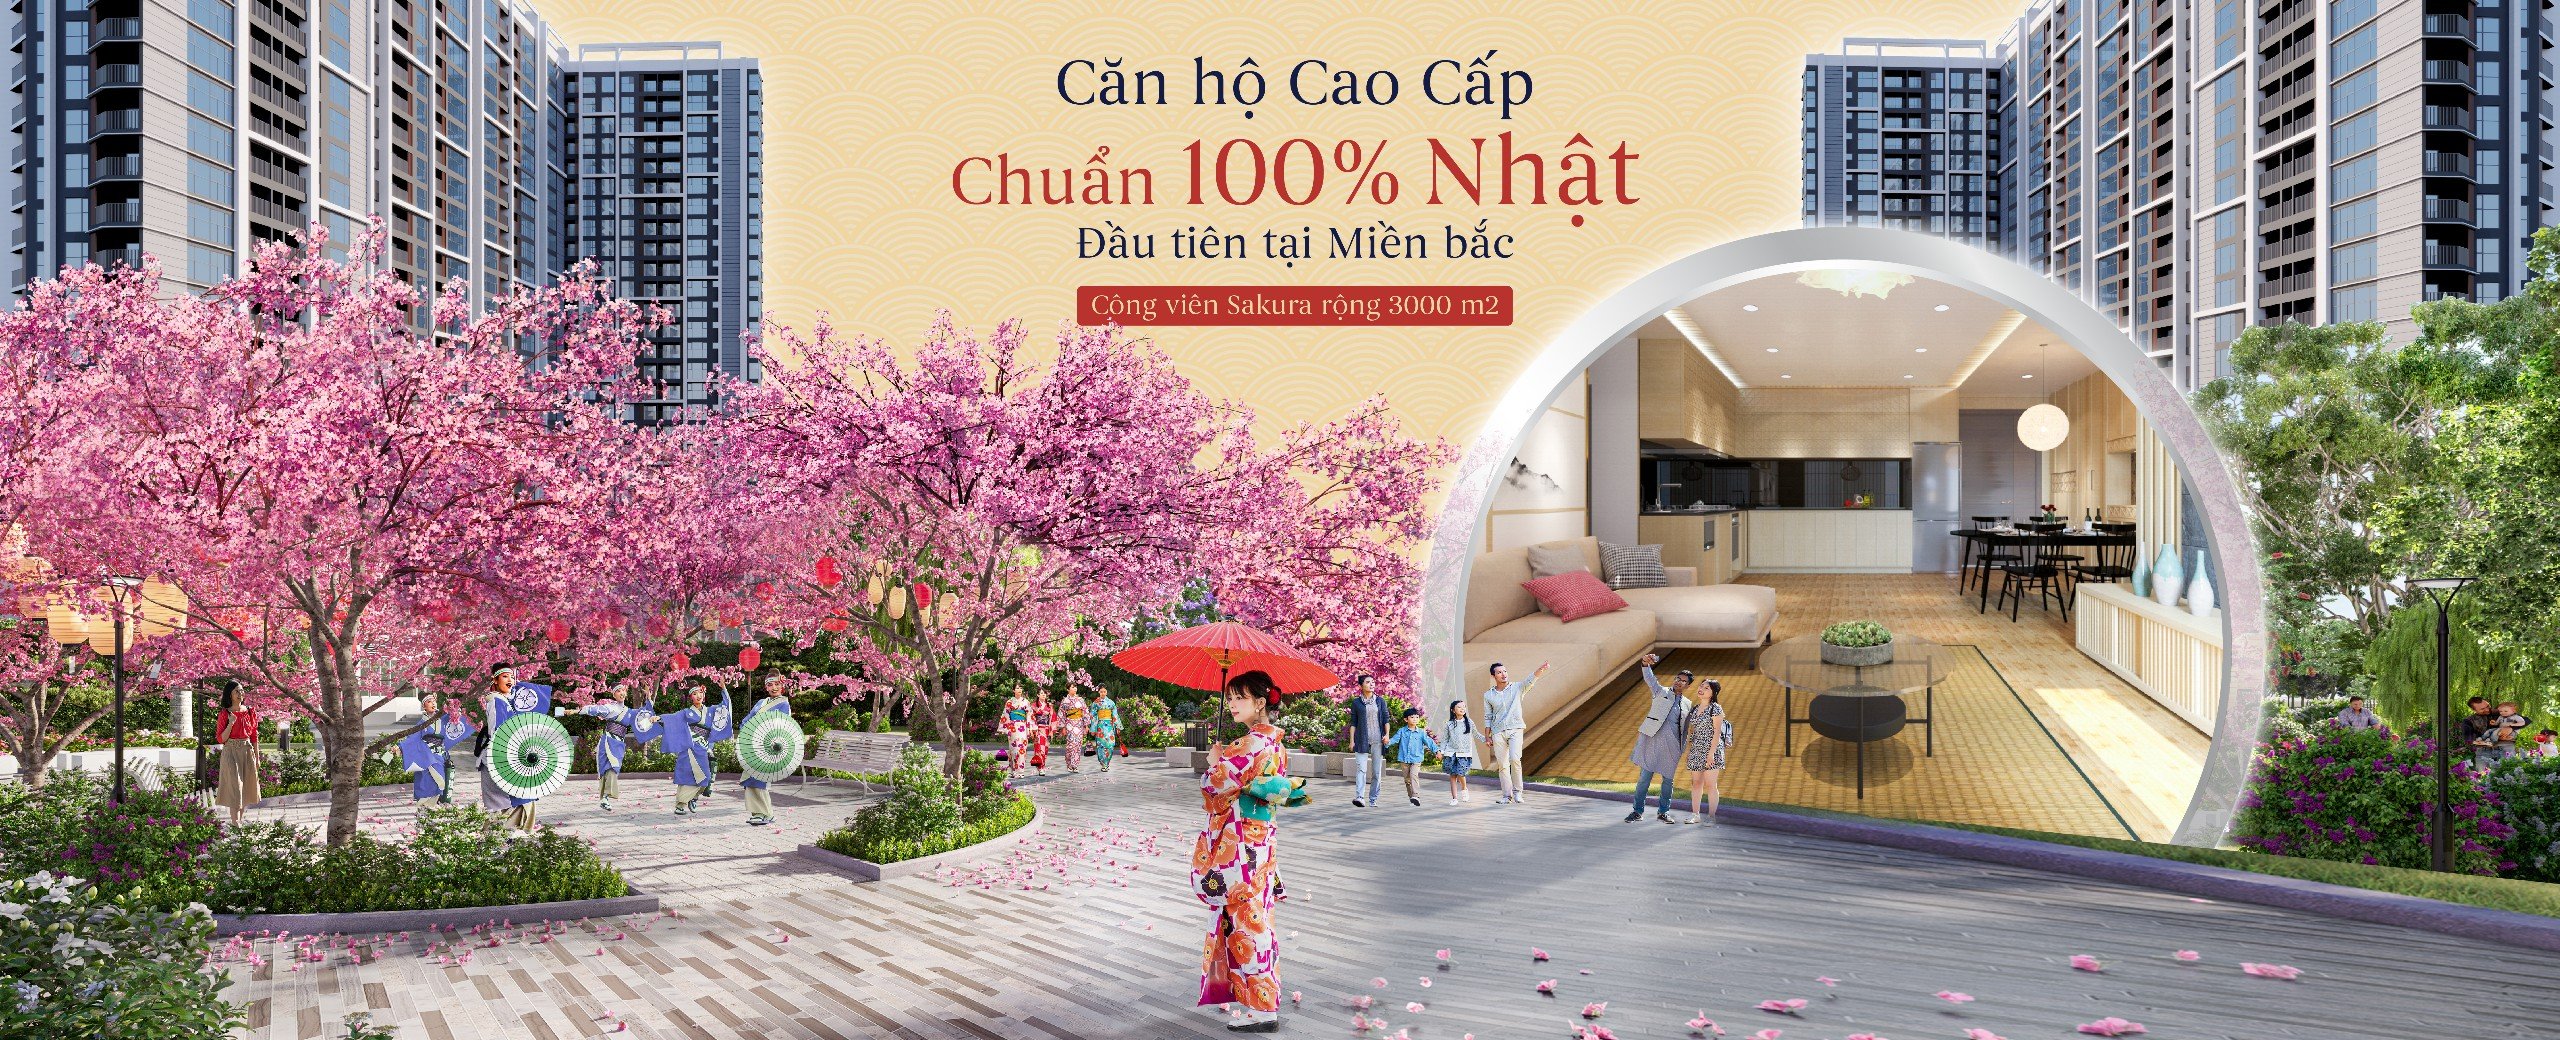 Căn hộ Cao Cấp
Chuẩn 100% Nhật
Đầu tiên tại Miền bắc
Công viên Sakura rộng 3000 m2